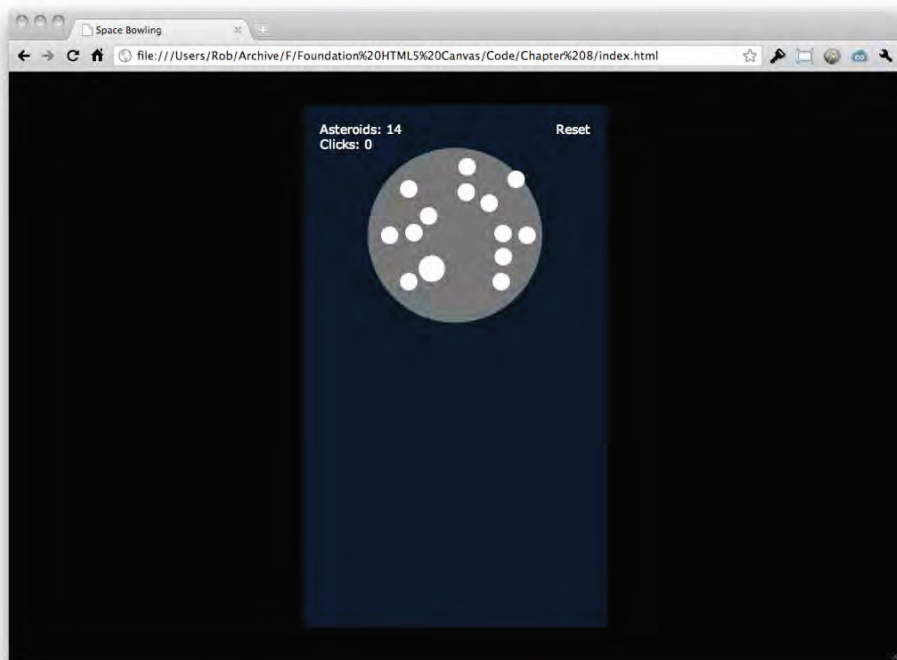 Space Bowling
file:///Users/Rob/Archive/F/Foundation%20HTML5%20Canvas/Code/Chapter%208/index.html
Asteroids: 14
Reset
Clicks: 0